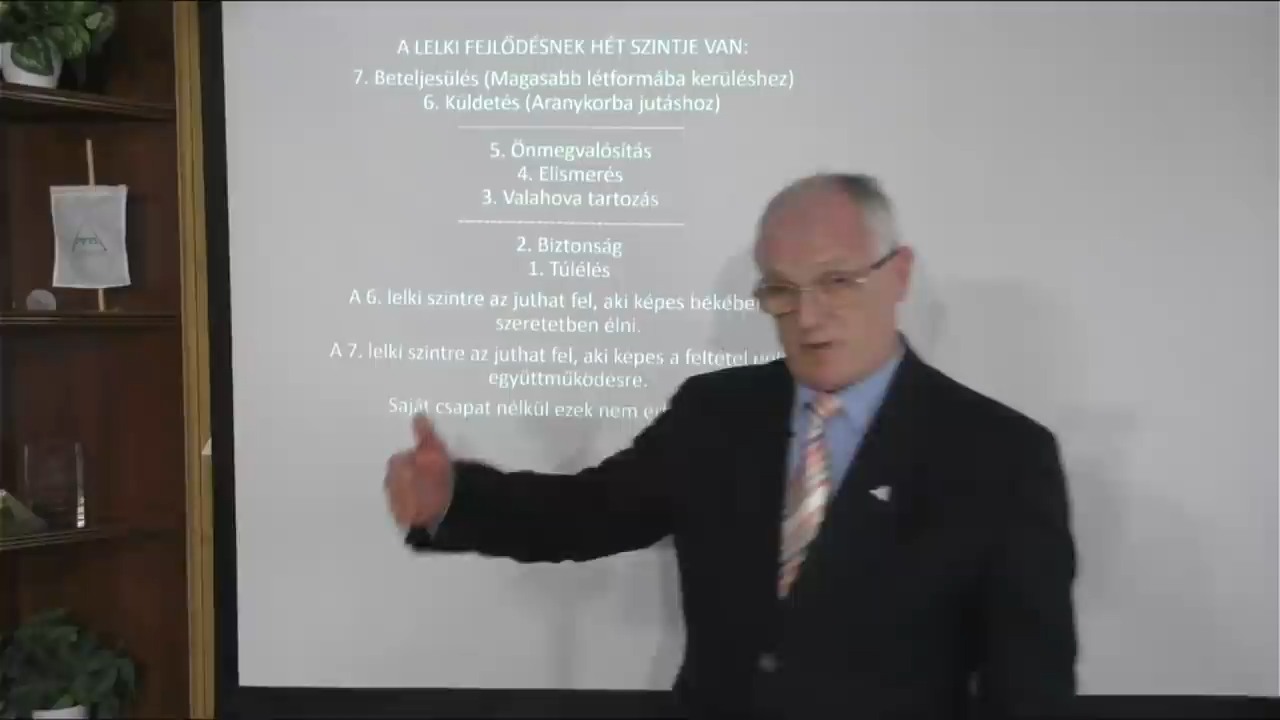 A LELKI FEJLŐDÉSNEK HÉT SZINTJE VAN:
7. Beteljesülés (Magasabb létformába kerüléshez)
6. Küldetés (Aranykorba jutáshoz)
5. Önmegvalósítás
4. Elismerés
3. Valahova tartozás
2. Biztonság
1. Túlélés
A 6. lelki szintre az juthat fel, aki képes békében
szeretetben élni.
A 7. lelki szintre az juthat fel, aki képes a feltétel
együttműködésre.
Saját csapat nélkül ezek nem